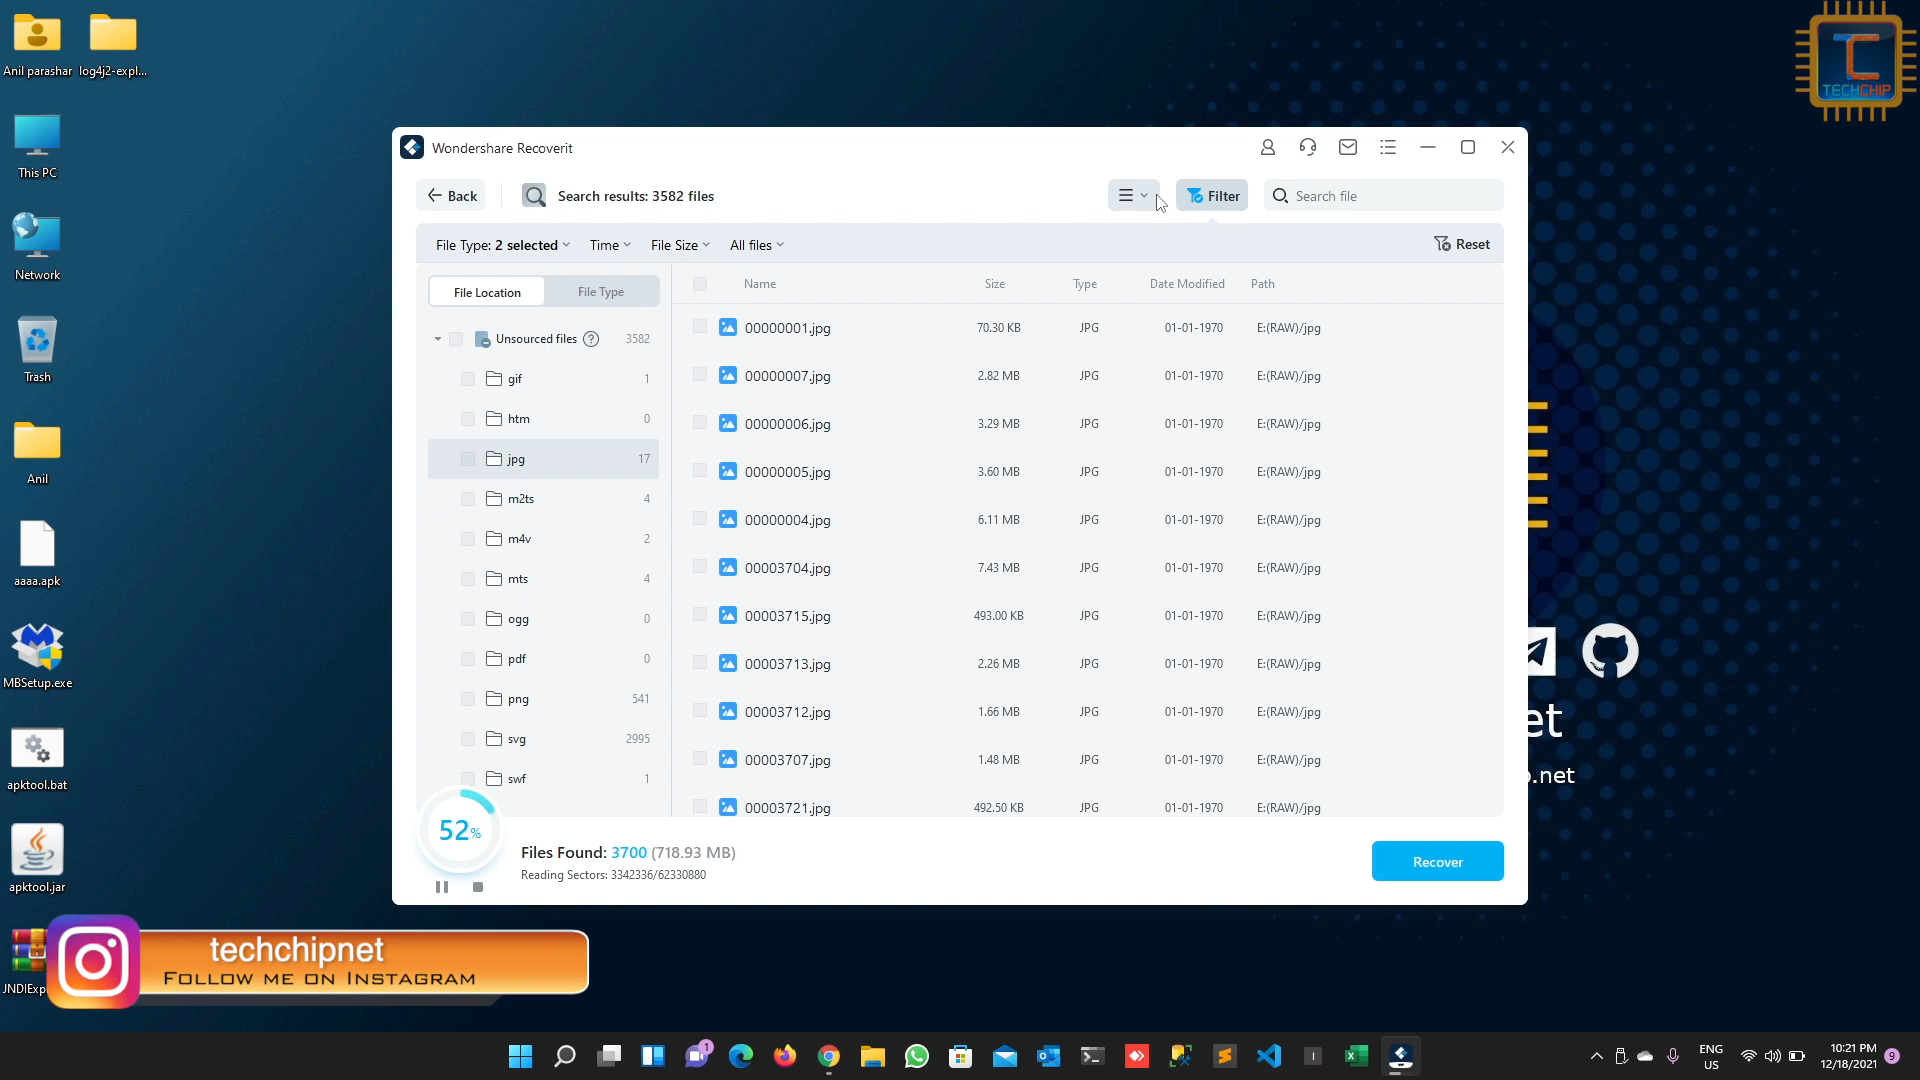 Anil parashar
log4j2-expl...
This PC
Network
Trash
Anil
aaaa.apk
MBSetup.exe
apktool.bat
apktool.jar
JNDIExp
TC
TECHCHIP
Wondershare Recoverit
Back
Search results: 3582 files
Filter
Search file
File Type: 2 selected
Time
File Size
All files
Reset
File Location
File Type
Unsourced files ? 3582
gif 1
htm 0
jpg 17
m2ts 4
m4v 2
mts 4
ogg 0
pdf 0
png 541
svg 2995
swf 1
Name Size Type Date Modified Path
00000001.jpg 70.30 KB JPG 01-01-1970 E:(RAW)/jpg
00000007.jpg 2.82 MB JPG 01-01-1970 E:(RAW)/jpg
00000006.jpg 3.29 MB JPG 01-01-1970 E:(RAW)/jpg
00000005.jpg 3.60 MB JPG 01-01-1970 E:(RAW)/jpg
00000004.jpg 6.11 MB JPG 01-01-1970 E:(RAW)/jpg
00003704.jpg 7.43 MB JPG 01-01-1970 E:(RAW)/jpg
00003715.jpg 493.00 KB JPG 01-01-1970 E:(RAW)/jpg
00003713.jpg 2.26 MB JPG 01-01-1970 E:(RAW)/jpg
00003712.jpg 1.66 MB JPG 01-01-1970 E:(RAW)/jpg
00003707.jpg 1.48 MB JPG 01-01-1970 E:(RAW)/jpg
00003721.jpg 492.50 KB JPG 01-01-1970 E:(RAW)/jpg
52%
Files Found: 3700 (718.93 MB)
Reading Sectors: 3342336/62330880
Recover
et
p.net
techchipnet
Follow me on Instagram
1
ENG
US
10:21 PM
12/18/2021
9